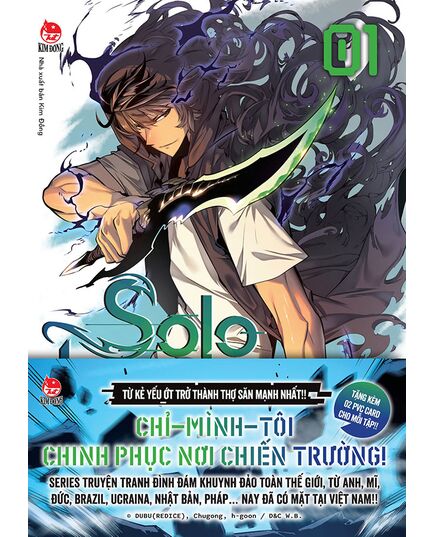 KIM ĐỒNG
Nhà xuất bản Kim Đồng
01
Solo
KIM ĐỒNG
TỪ KẺ YẾU ỚT TRỞ THÀNH THỢ SĂN MẠNH NHẤT!!
TẶNG KÈM
02 PVC CARD
CHO MỖI TẬP!!
CHỈ-MÌNH-TÔI
CHINH PHỤC NƠI CHIẾN TRƯỜNG!
SERIES TRUYỆN TRANH ĐÌNH ĐÁM KHUYNH ĐẢO TOÀN THẾ GIỚI, TỪ ANH, MĨ,
ĐỨC, BRAZIL, UCRAINA, NHẬT BẢN, PHÁP... NAY ĐÃ CÓ MẶT TẠI VIỆT NAM!!
© DUBU(REDICE), Chugong, h-goon / D&C W.B.